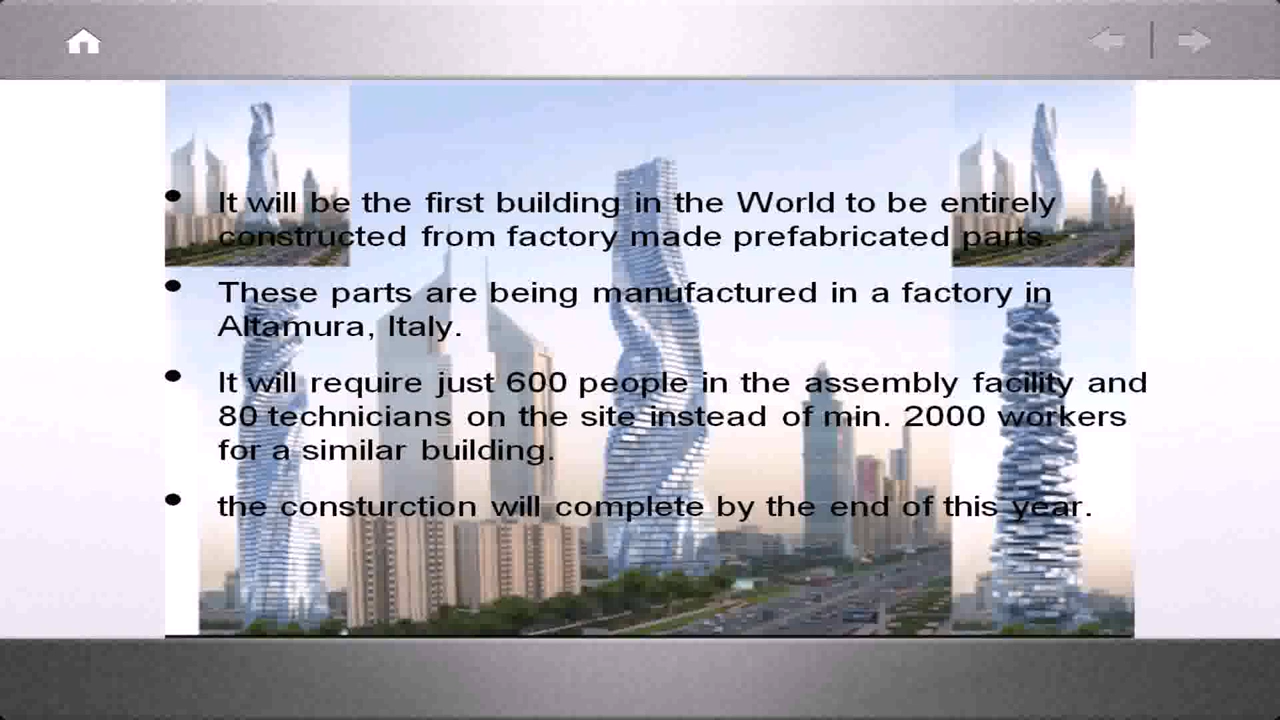 • It will be the first building in the World to be entirely
constructed from factory made prefabricated parts.
• These parts are being manufactured in a factory in
Altamura, Italy.
• It will require just 600 people in the assembly facility and
80 technicians on the site instead of min. 2000 workers
for a similar building.
• the consturction will complete by the end of this year.